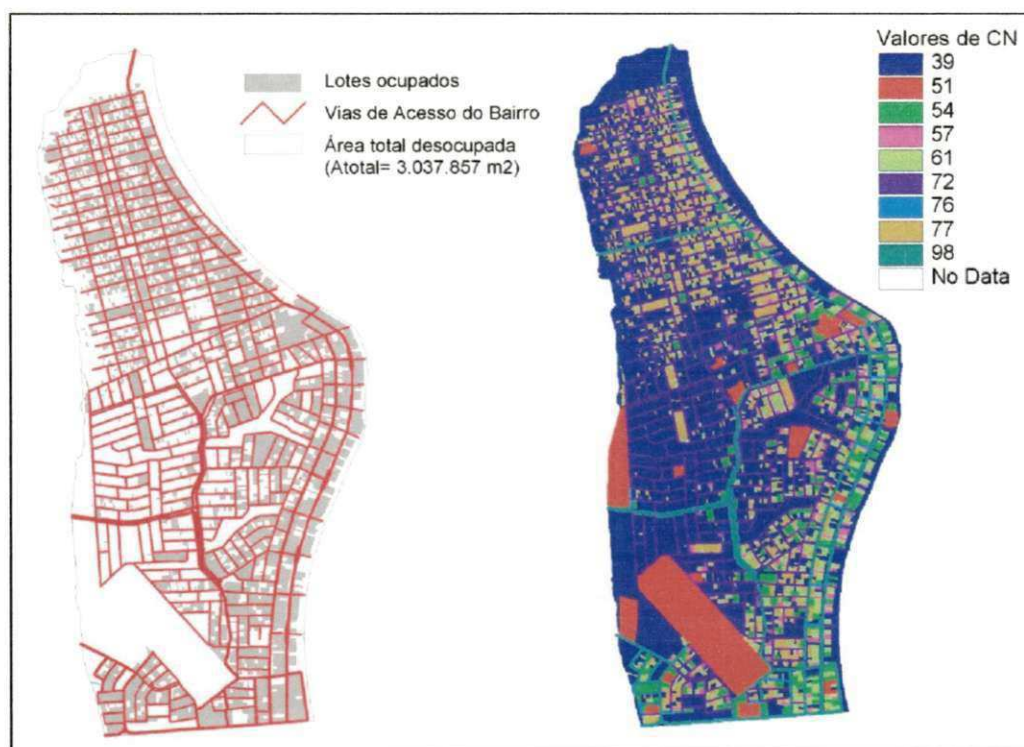 Lotes ocupados
Vias de Acesso do Bairro
Área total desocupada
(Atotal= 3.037.857 m2)
Valores de CN
39
51
54
57
61
72
76
77
98
No Data